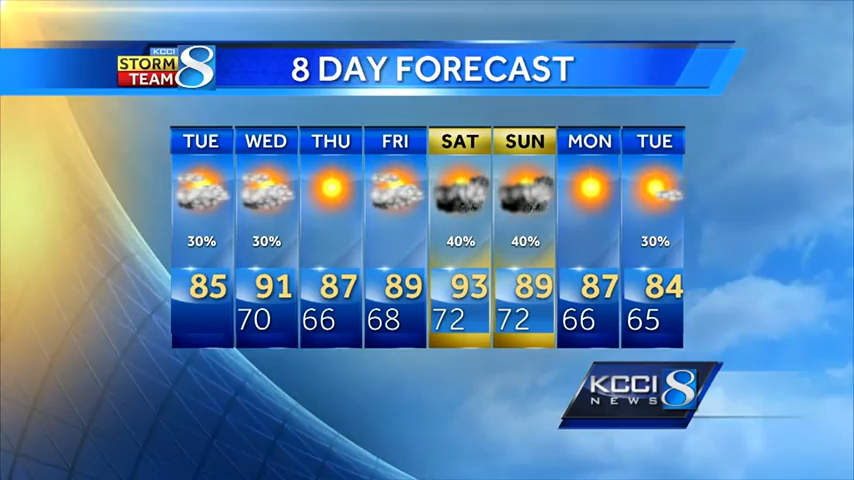 KCCI
STORM
TEAM 8
8 DAY FORECAST
TUE WED THU FRI SAT SUN MON TUE
30% 30% 40% 40% 30%
85 91 87 89 93 89 87 84
70 66 68 72 72 66 65
KCCI 8
NEWS